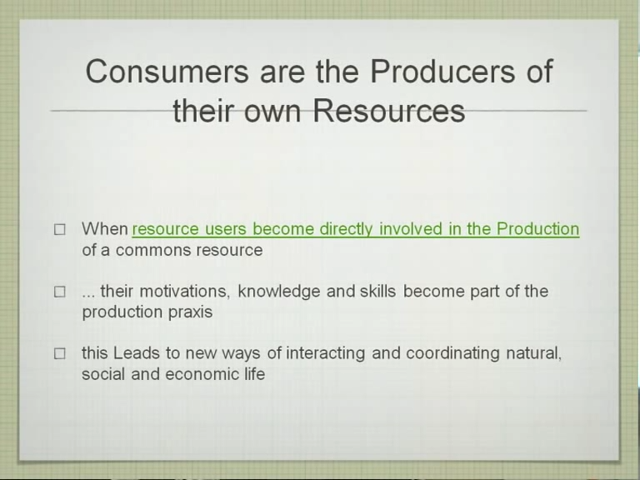 Consumers are the Producers of
their own Resources
When resource users become directly involved in the Production
of a commons resource
... their motivations, knowledge and skills become part of the
production praxis
this Leads to new ways of interacting and coordinating natural,
social and economic life